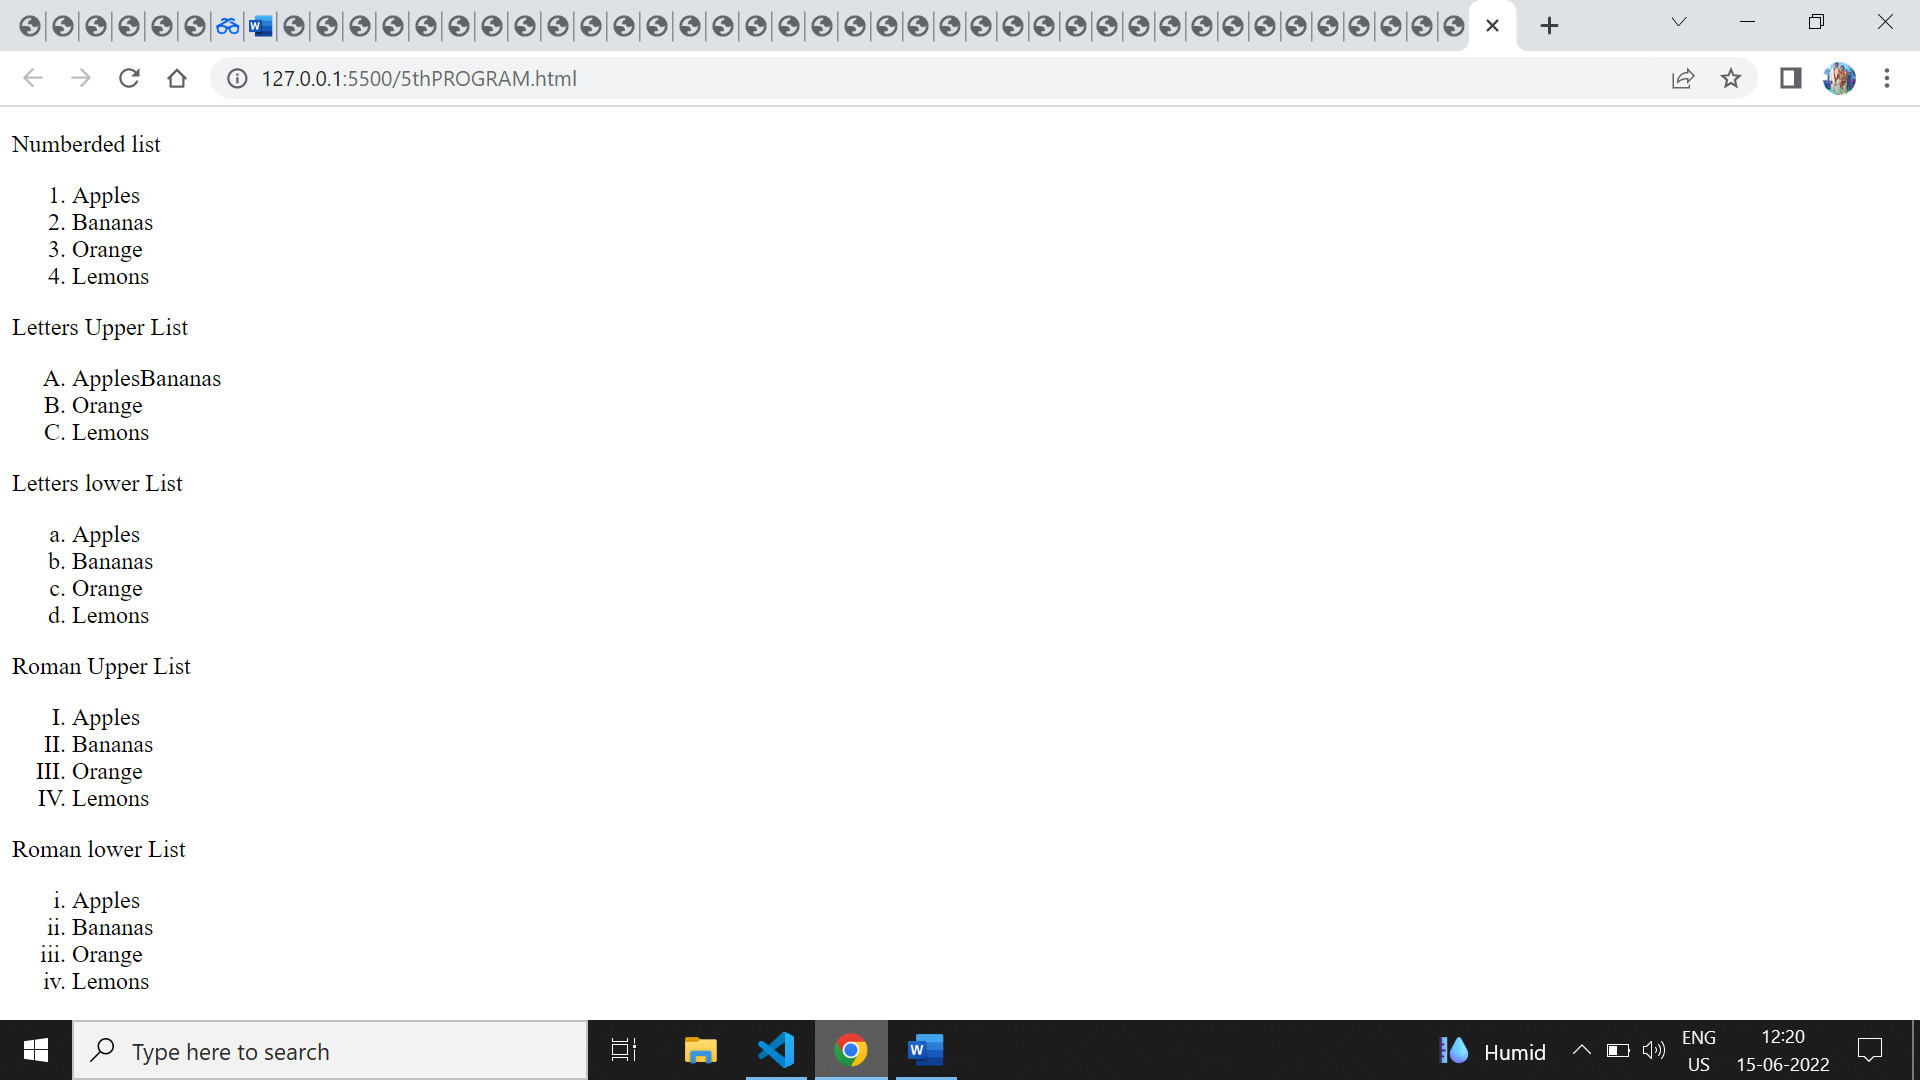 127.0.0.1:5500/5thPROGRAM.html
Numberded list
1. Apples
2. Bananas
3. Orange
4. Lemons
Letters Upper List
A. ApplesBananas
B. Orange
C. Lemons
Letters lower List
a. Apples
b. Bananas
c. Orange
d. Lemons
Roman Upper List
I. Apples
II. Bananas
III. Orange
IV. Lemons
Roman lower List
i. Apples
ii. Bananas
iii. Orange
iv. Lemons
Type here to search
Humid
ENG
US
12:20
15-06-2022